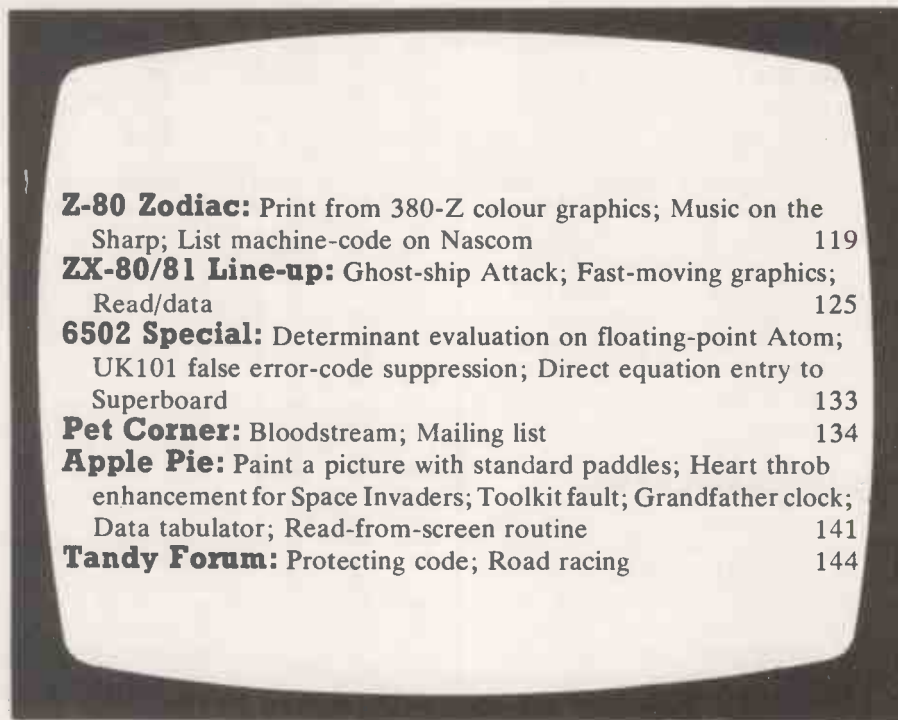 Z-80 Zodiac: Print from 380-Z colour graphics; Music on the
Sharp; List machine-code on Nascom 119
ZX-80/81 Line-up: Ghost-ship Attack; Fast-moving graphics;
Read/data 125
6502 Special: Determinant evaluation on floating-point Atom;
UK101 false error-code suppression; Direct equation entry to
Superboard 133
Pet Corner: Bloodstream; Mailing list 134
Apple Pie: Paint a picture with standard paddles; Heart throb
enhancement for Space Invaders; Toolkit fault; Grandfather clock;
Data tabulator; Read-from-screen routine 141
Tandy Forum: Protecting code; Road racing 144